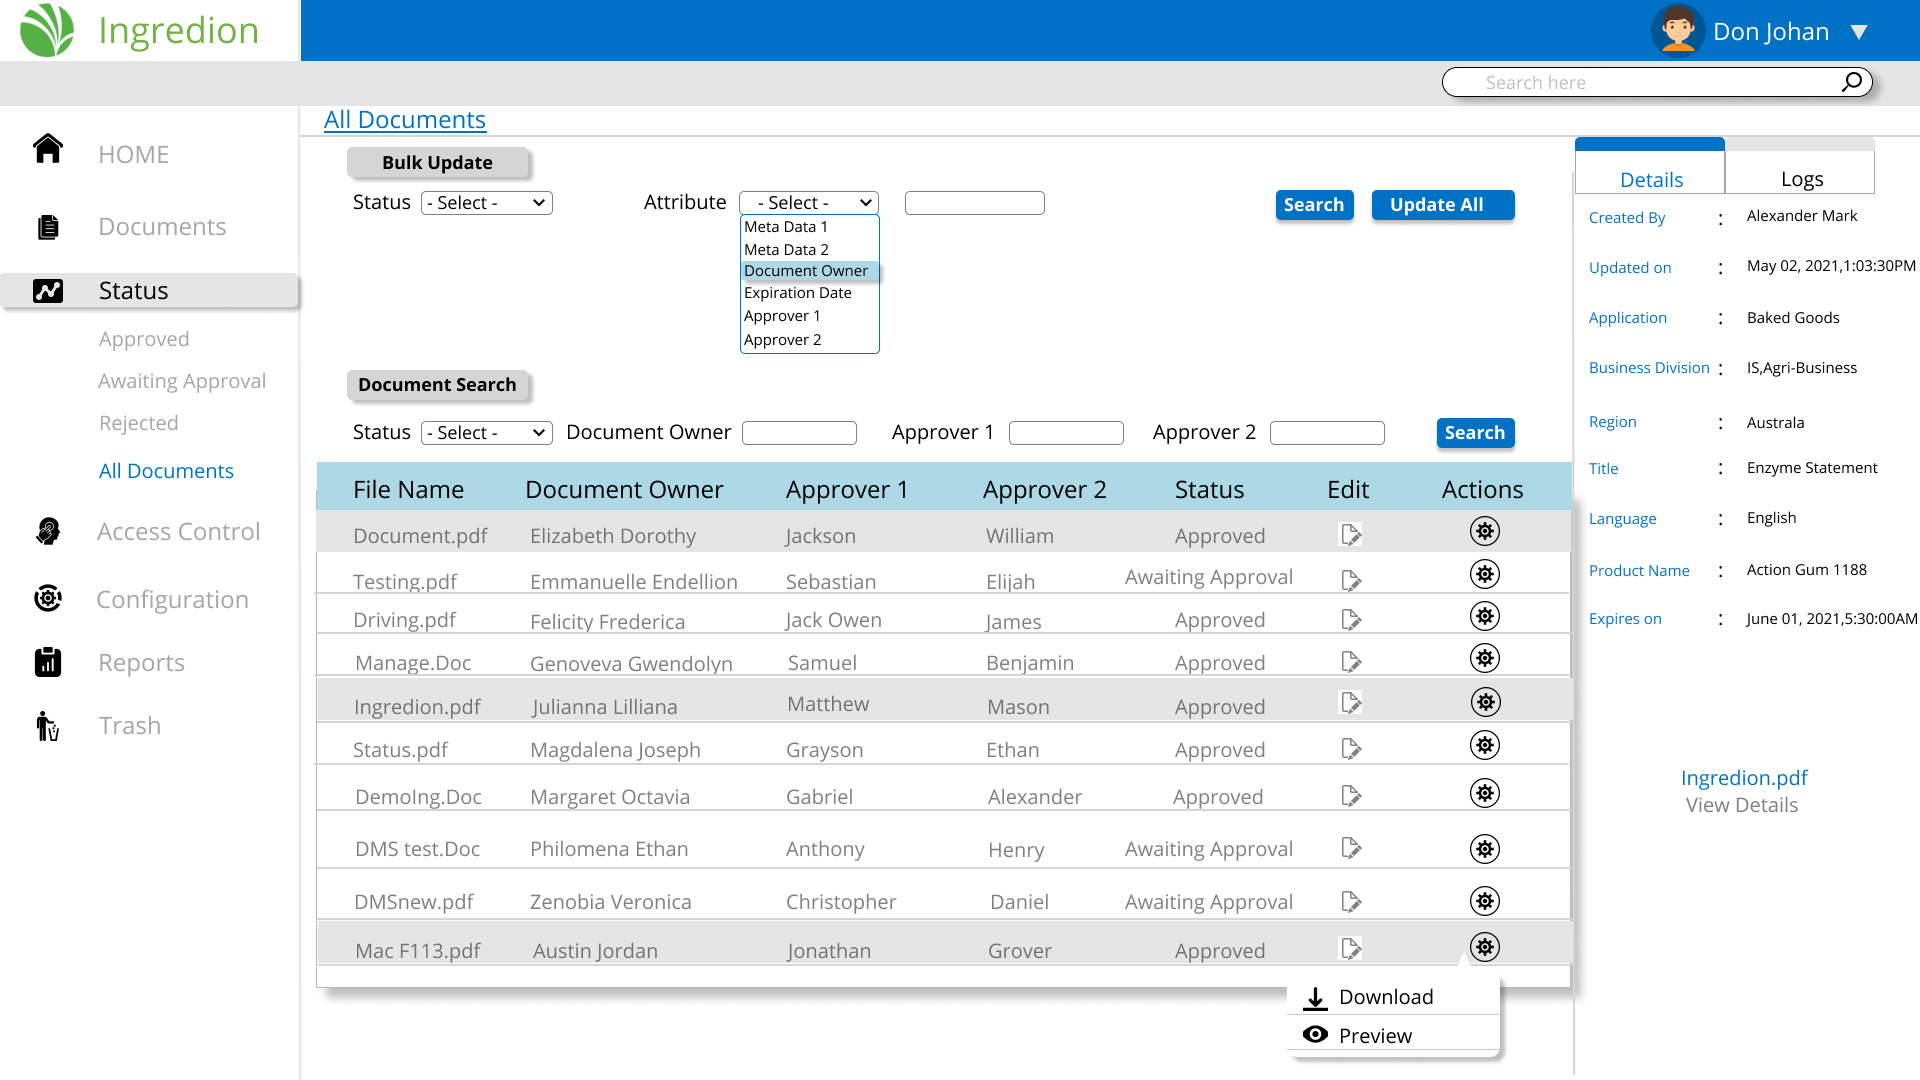 Ingredion
Don Johan
Search here
All Documents
HOME
Documents
Status
Approved
Awaiting Approval
Rejected
All Documents
Access Control
Configuration
Reports
Trash
Bulk Update
Status - Select - Attribute - Select - Search Update All
Meta Data 1
Meta Data 2
Document Owner
Expiration Date
Approver 1
Approver 2
Document Search
Status - Select - Document Owner Approver 1 Approver 2 Search
File Name Document Owner Approver 1 Approver 2 Status Edit Actions
Document.pdf Elizabeth Dorothy Jackson William Approved
Testing.pdf Emmanuelle Endellion Sebastian Elijah Awaiting Approval
Driving.pdf Felicity Frederica Jack Owen James Approved
Manage.Doc Genoveva Gwendolyn Samuel Benjamin Approved
Ingredion.pdf Julianna Lilliana Matthew Mason Approved
Status.pdf Magdalena Joseph Grayson Ethan Approved
DemoIng.Doc Margaret Octavia Gabriel Alexander Approved
DMS test.Doc Philomena Ethan Anthony Henry Awaiting Approval
DMSnew.pdf Zenobia Veronica Christopher Daniel Awaiting Approval
Mac F113.pdf Austin Jordan Jonathan Grover Approved
Download
Preview
Details Logs
Created By : Alexander Mark
Updated on : May 02, 2021,1:03:30PM
Application : Baked Goods
Business Division : IS,Agri-Business
Region : Australa
Title : Enzyme Statement
Language : English
Product Name : Action Gum 1188
Expires on : June 01, 2021,5:30:00AM
Ingredion.pdf
View Details